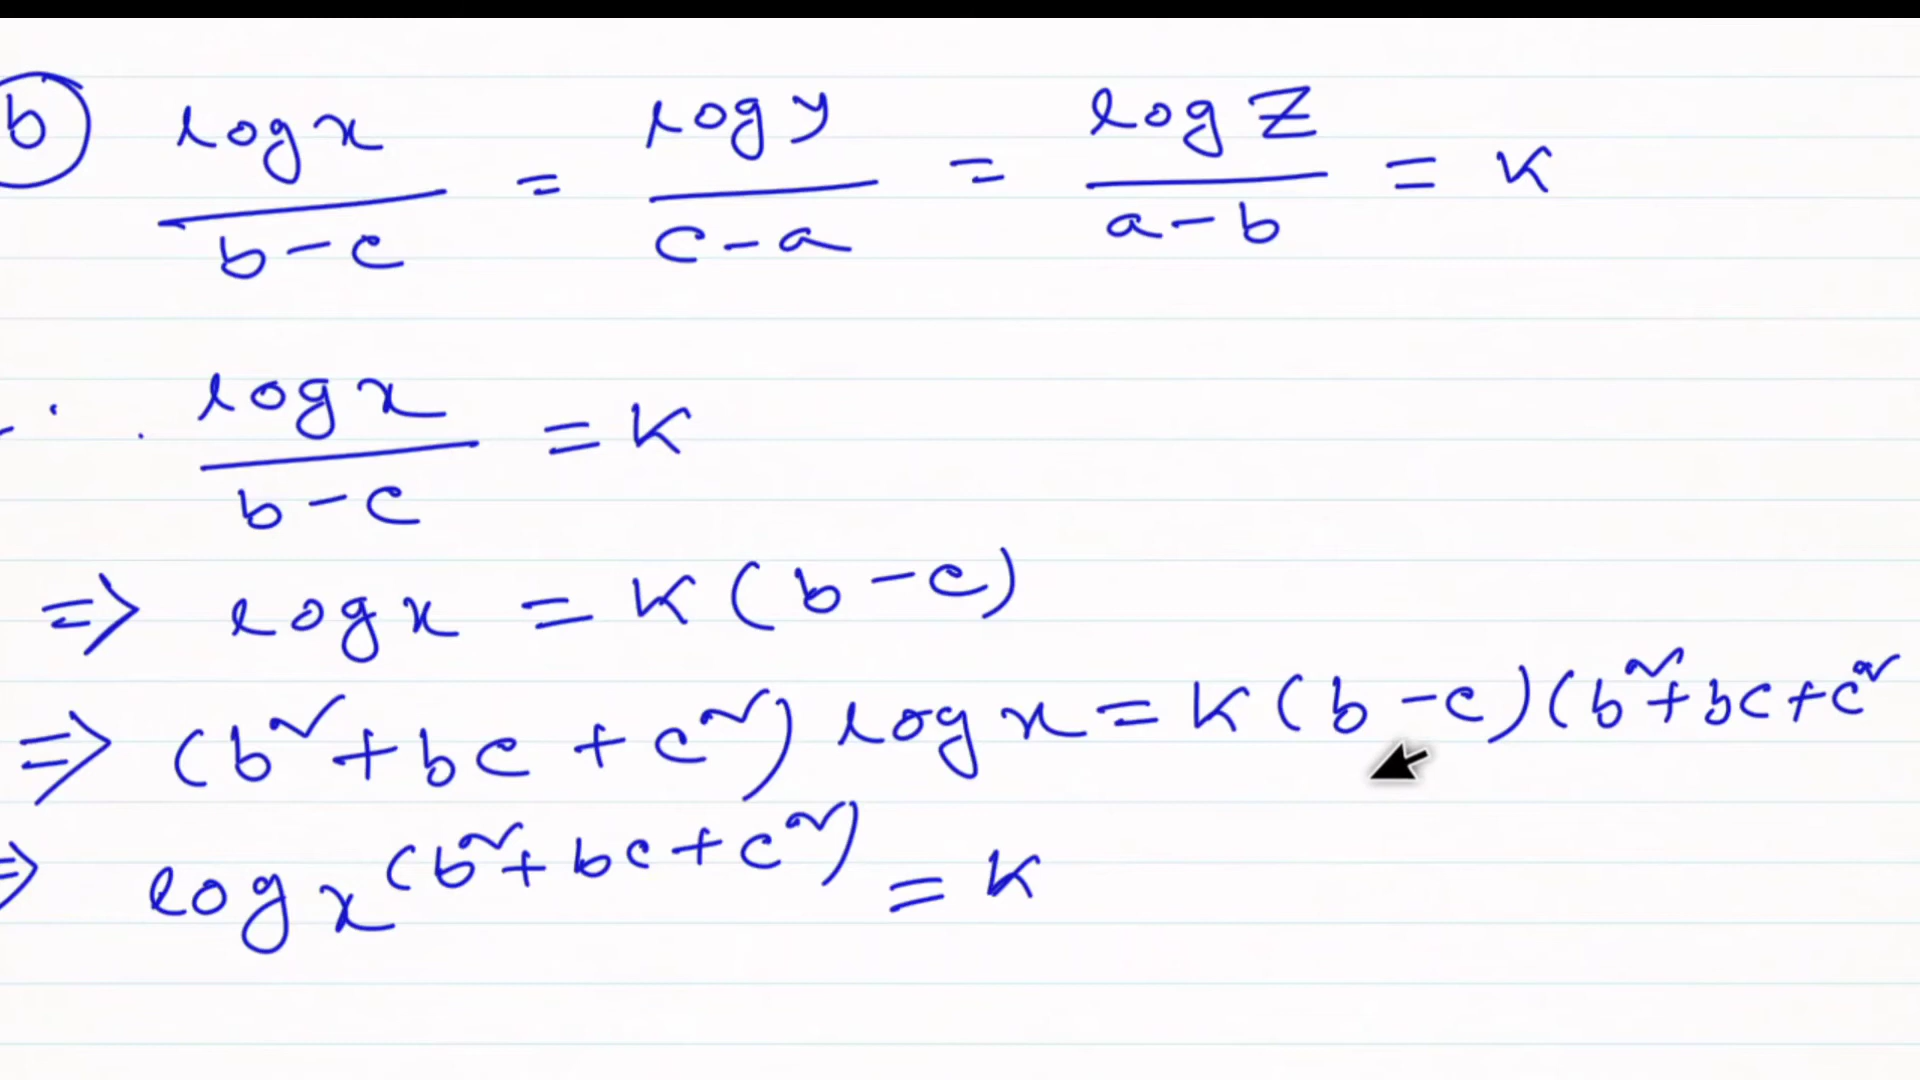 b) log x / b-c = log y / c-a = log Z / a-b = K
∴ log x / b-c = K
⇒ log x = K(b-c)
⇒ (b²+bc+c²) log x = K(b-c)(b²+bc+c²
⇒ log x^(b²+bc+c²) = K